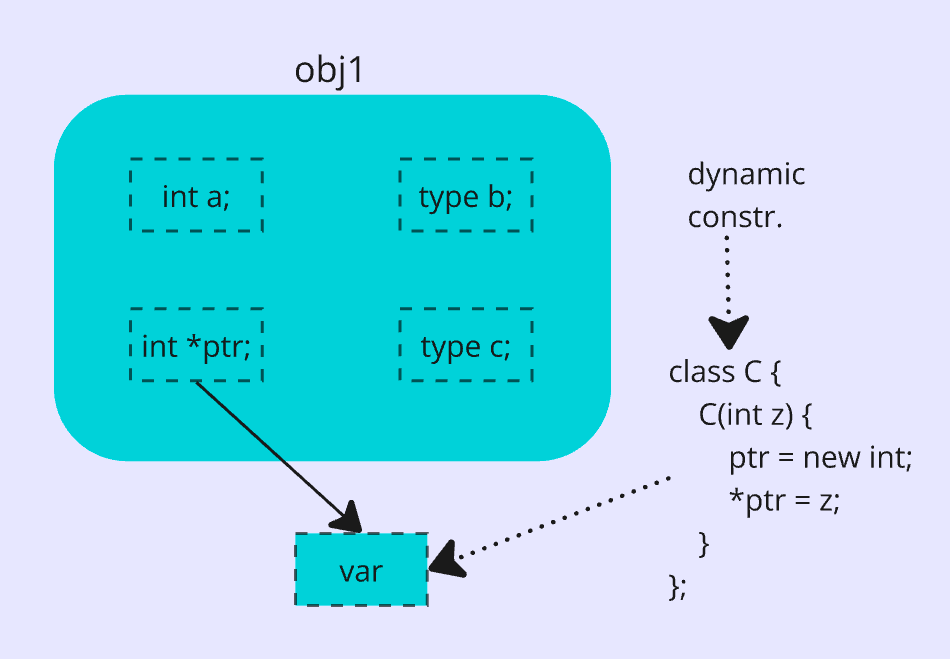 obj1
int a;
type b;
int *ptr;
type c;
var
dynamic
constr.
class C {
C(int z) {
ptr = new int;
*ptr = z;
}
};